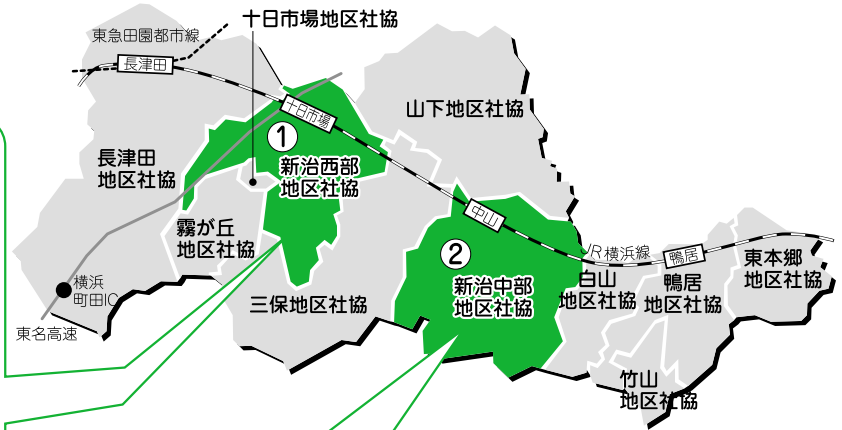 十日市場地区社協
東急田園都市線
長津田
十日市場
山下地区社協
①
長津田
地区社協
新治西部
地区社協
霧が丘
地区社協
中山
②
JR横浜線
鴨居
東本郷
地区社協
横浜
町田IC
新治中部
地区社協
白山
地区社協
鴨居
地区社協
三保地区社協
東名高速
竹山
地区社協